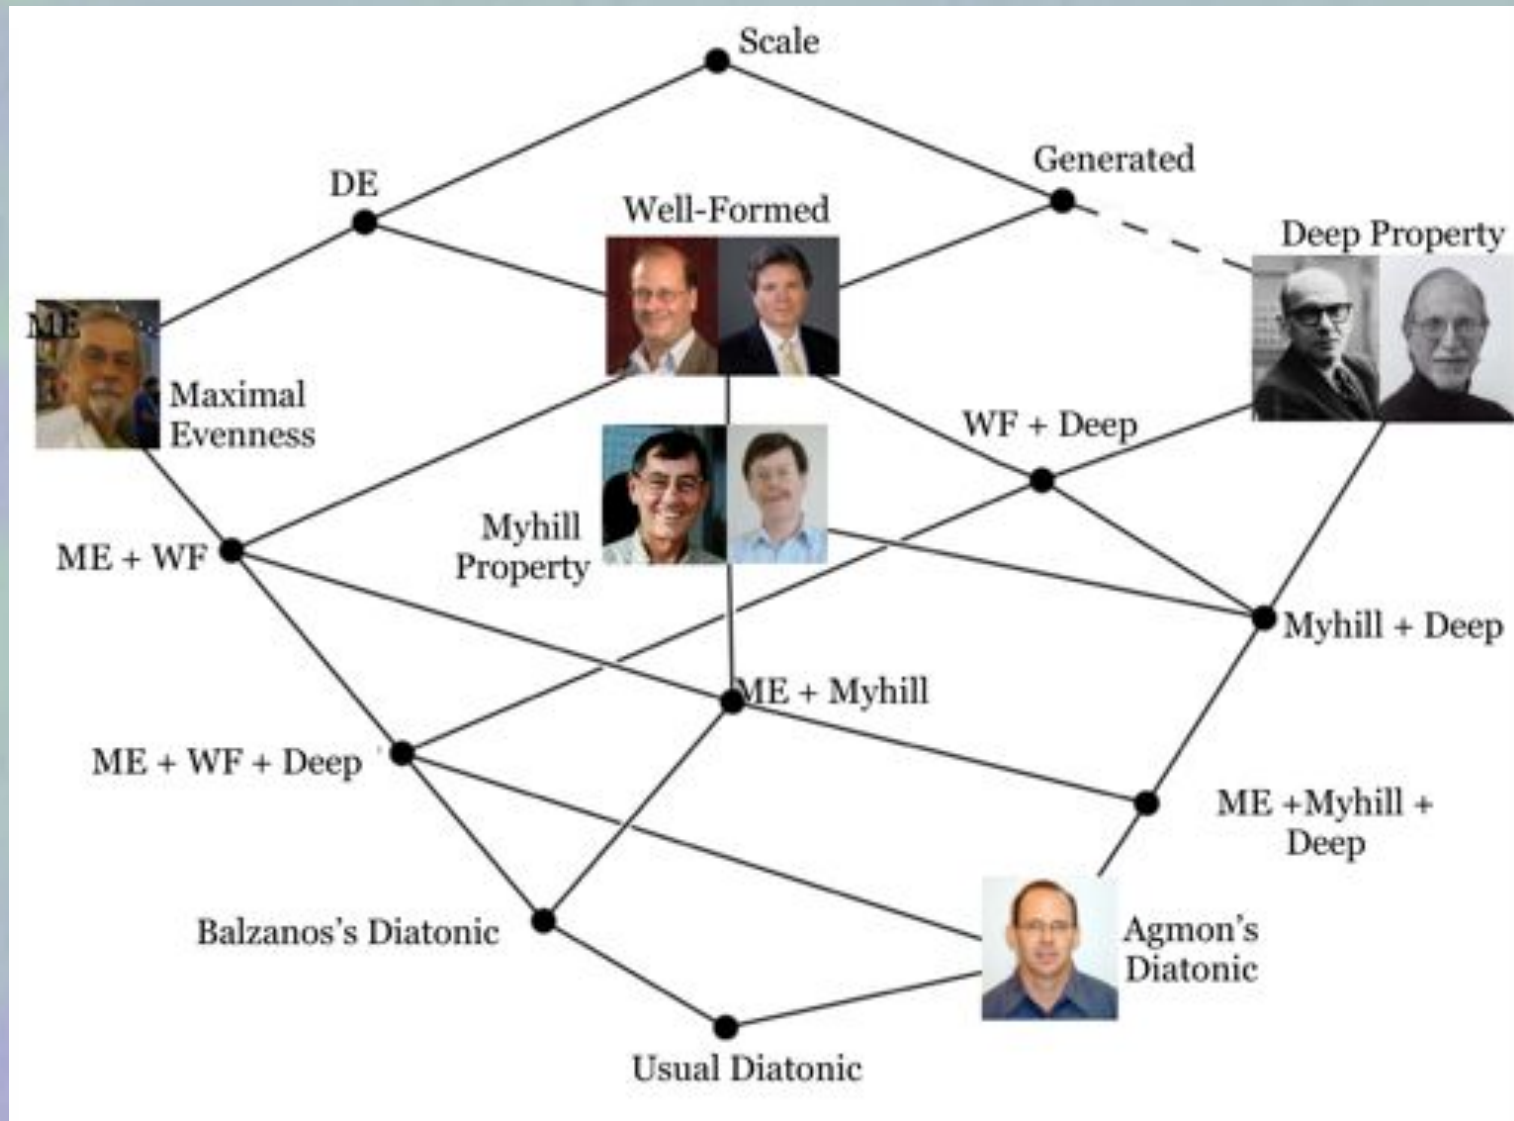 Scale
Generated
DE
Well-Formed
Deep Property
ME
Maximal
Evenness
WF + Deep
Myhill
Property
ME + WF
Myhill + Deep
ME + Myhill
ME + WF + Deep
ME +Myhill +
Deep
Balzanos's Diatonic
Agmon's
Diatonic
Usual Diatonic